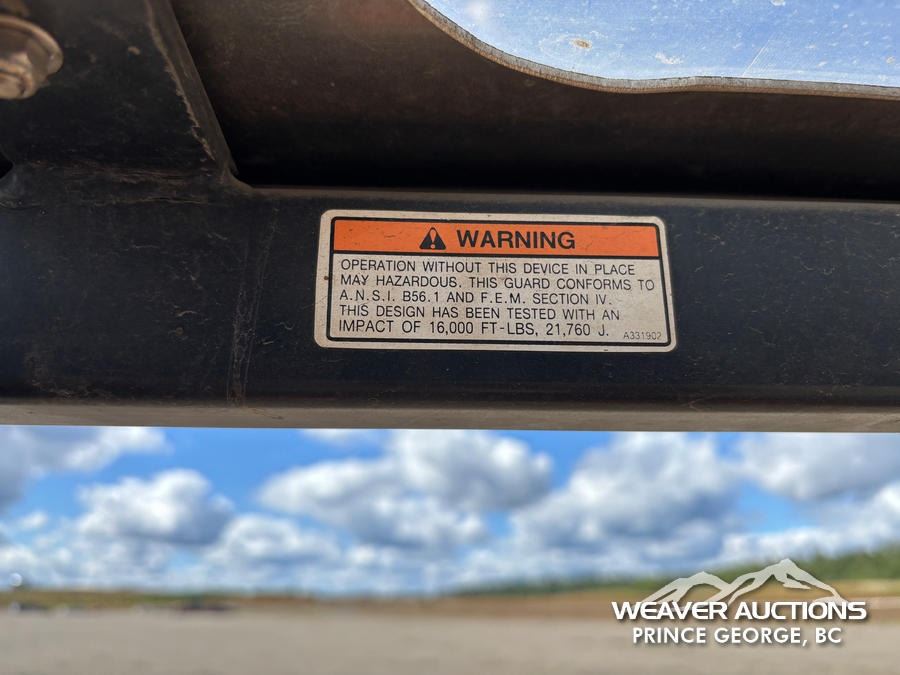 WARNING
OPERATION WITHOUT THIS DEVICE IN PLACE
MAY HAZARDOUS. THIS GUARD CONFORMS TO
A.N.S.I. B56.1 AND F.E.M. SECTION IV.
THIS DESIGN HAS BEEN TESTED WITH AN
IMPACT OF 16,000 FT-LBS, 21,760 J.
A331902
WEAVER AUCTIONS
PRINCE GEORGE, BC